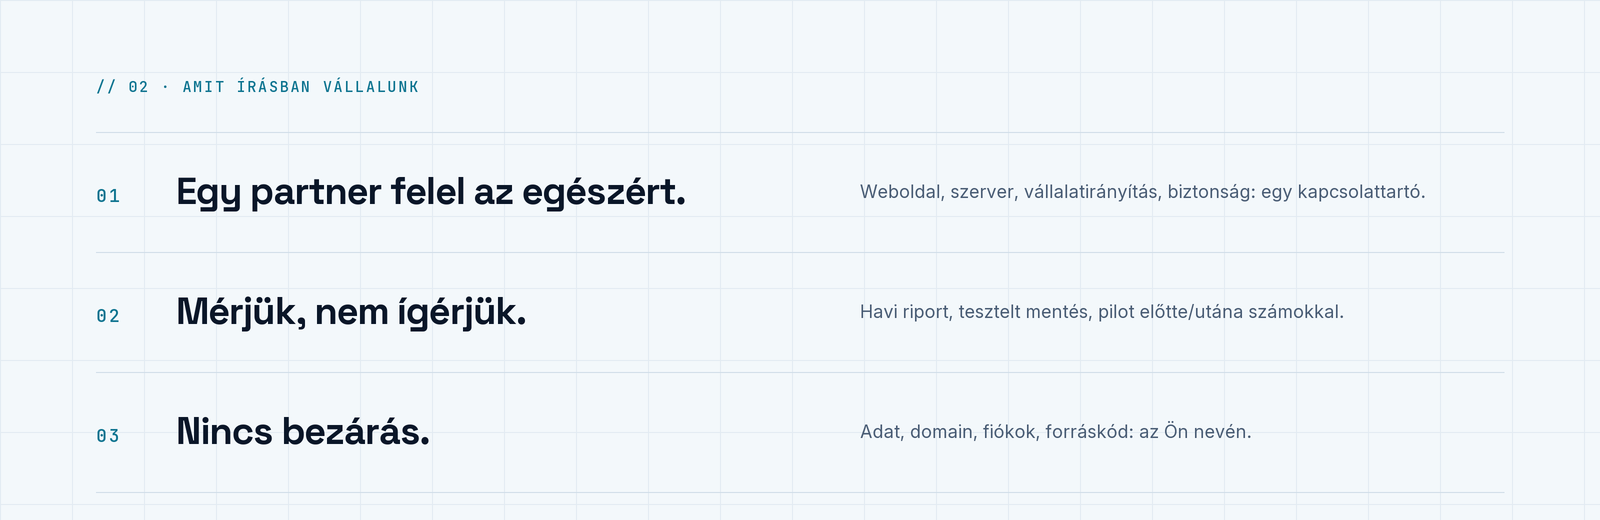 // 02 · AMIT ÍRÁSBAN VÁLLALUNK
01 Egy partner felel az egészért. Weboldal, szerver, vállalatirányítás, biztonság: egy kapcsolattartó.
02 Mérjük, nem ígérjük. Havi riport, tesztelt mentés, pilot előtte/utána számokkal.
03 Nincs bezárás. Adat, domain, fiókok, forráskód: az Ön nevén.